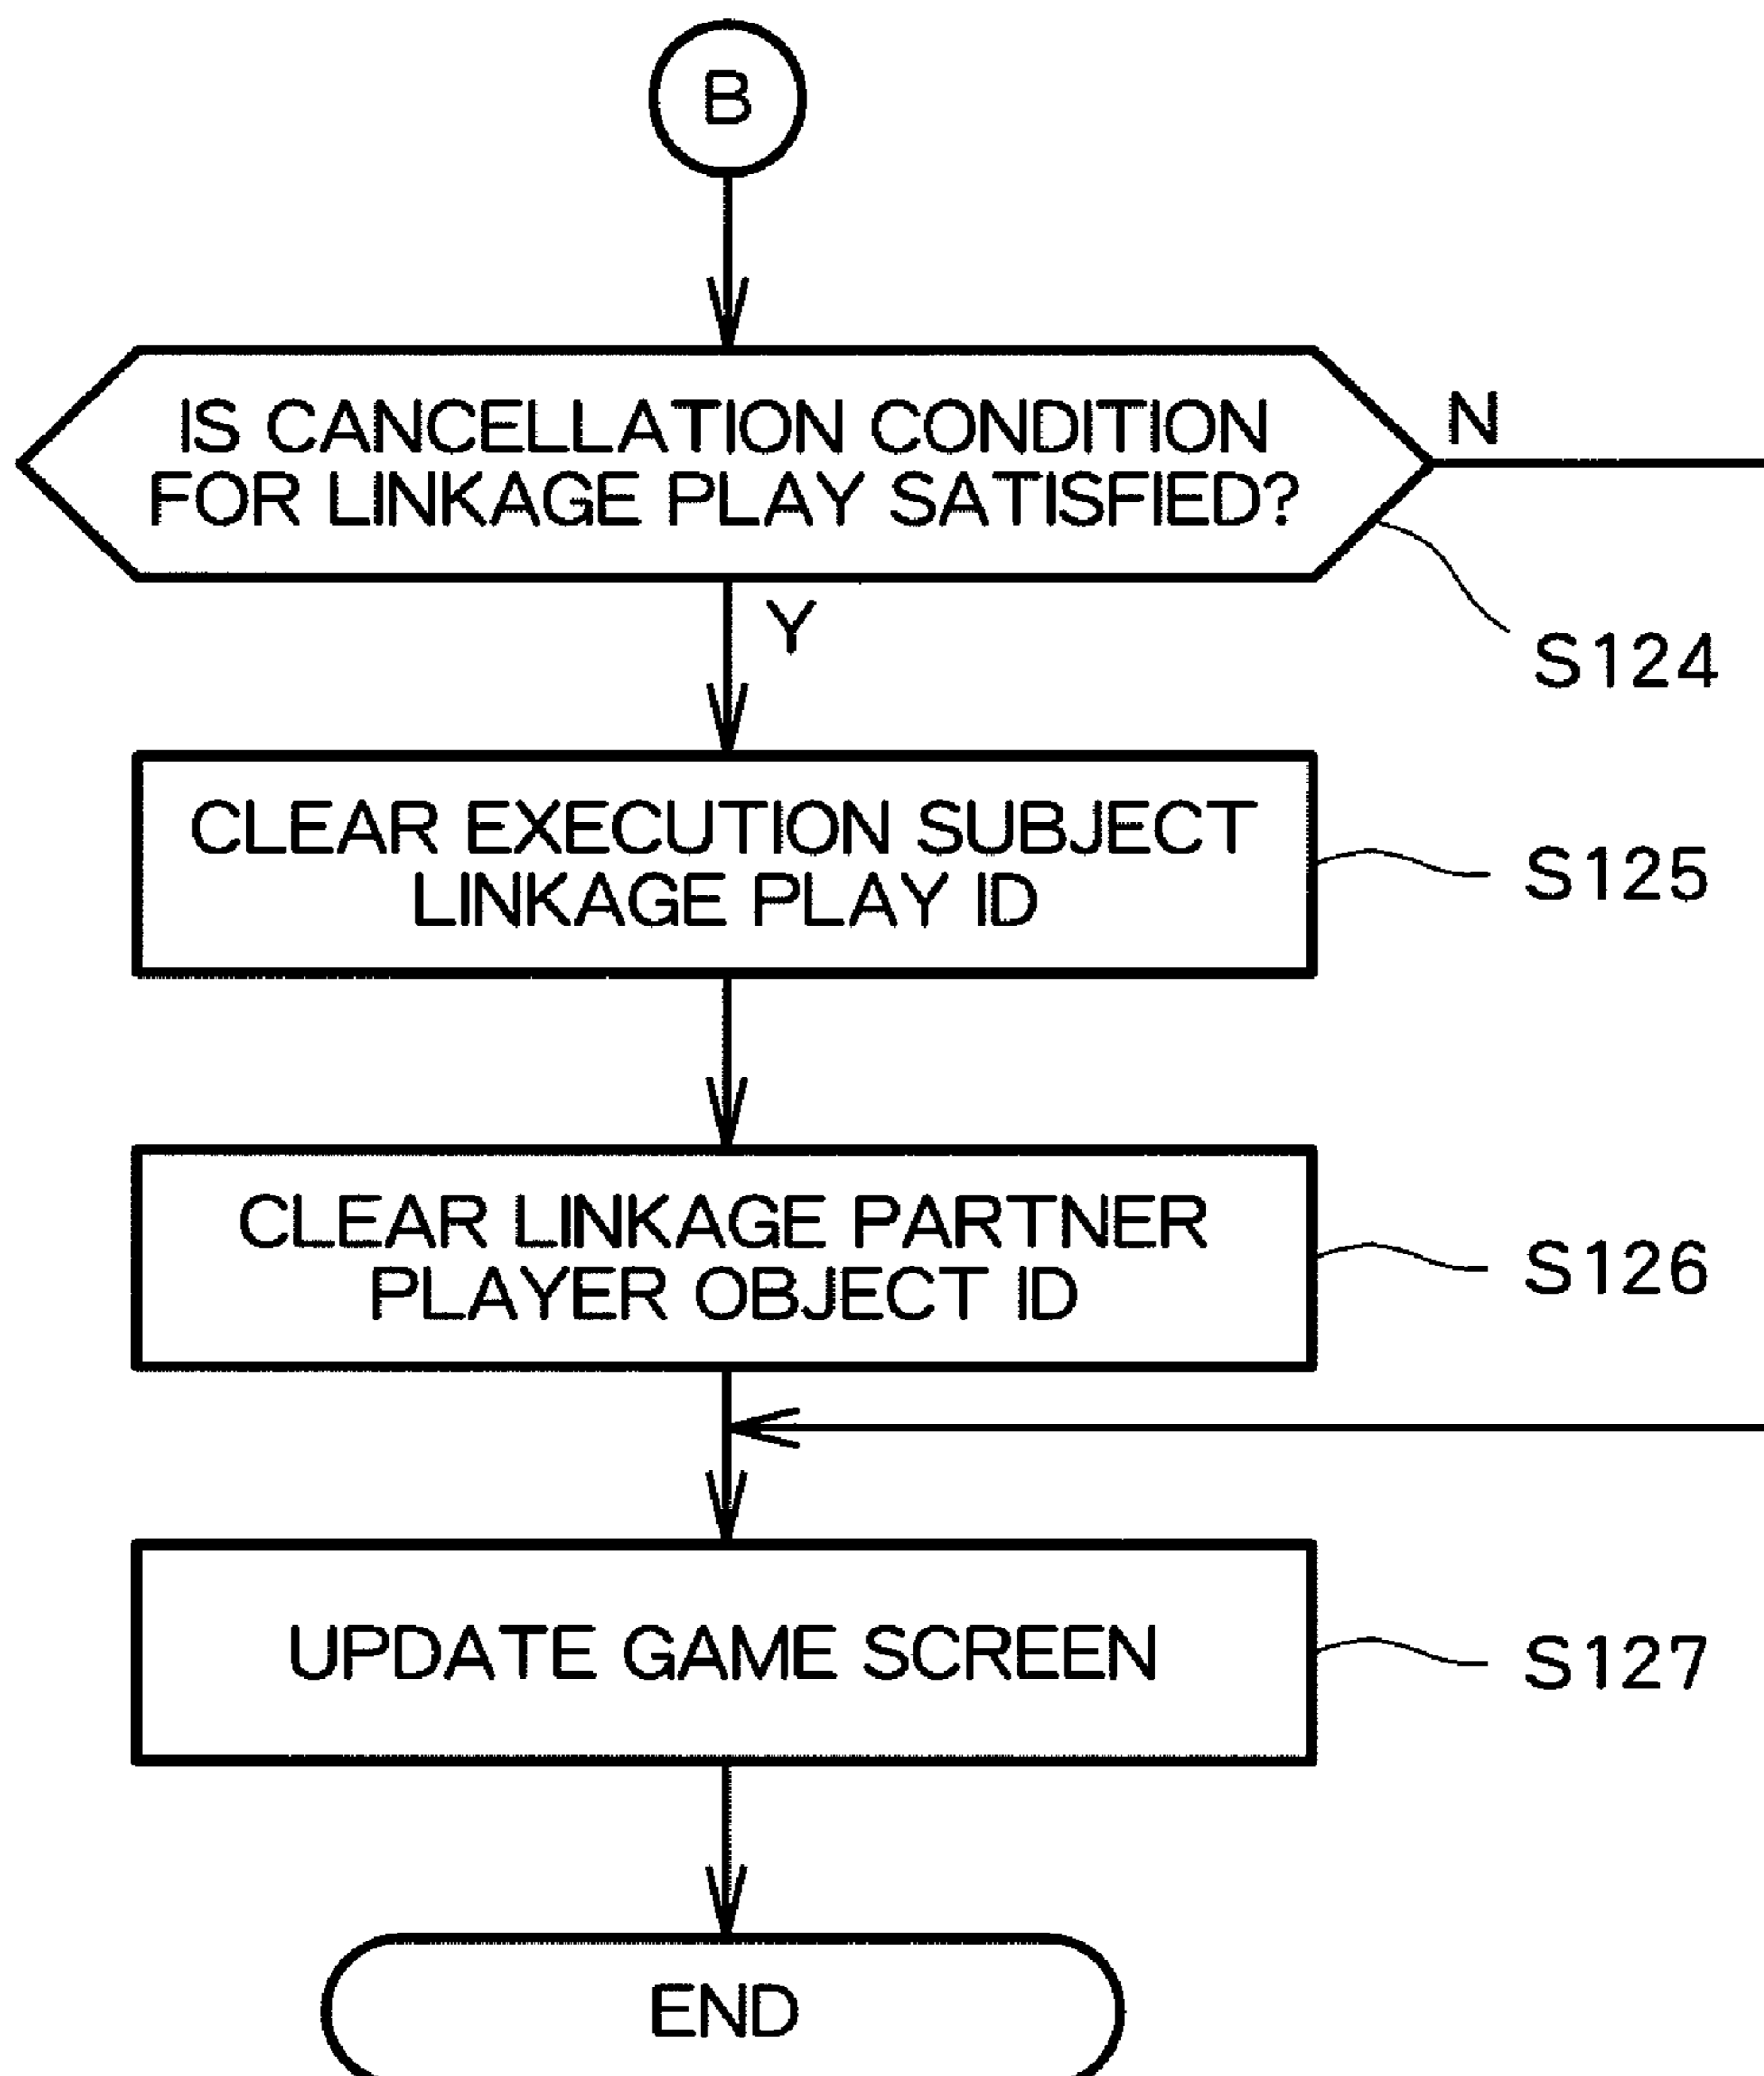 B
IS CANCELLATION CONDITION
FOR LINKAGE PLAY SATISFIED?
N
Y
S124
CLEAR EXECUTION SUBJECT
LINKAGE PLAY ID
S125
CLEAR LINKAGE PARTNER
PLAYER OBJECT ID
S126
UPDATE GAME SCREEN
S127
END